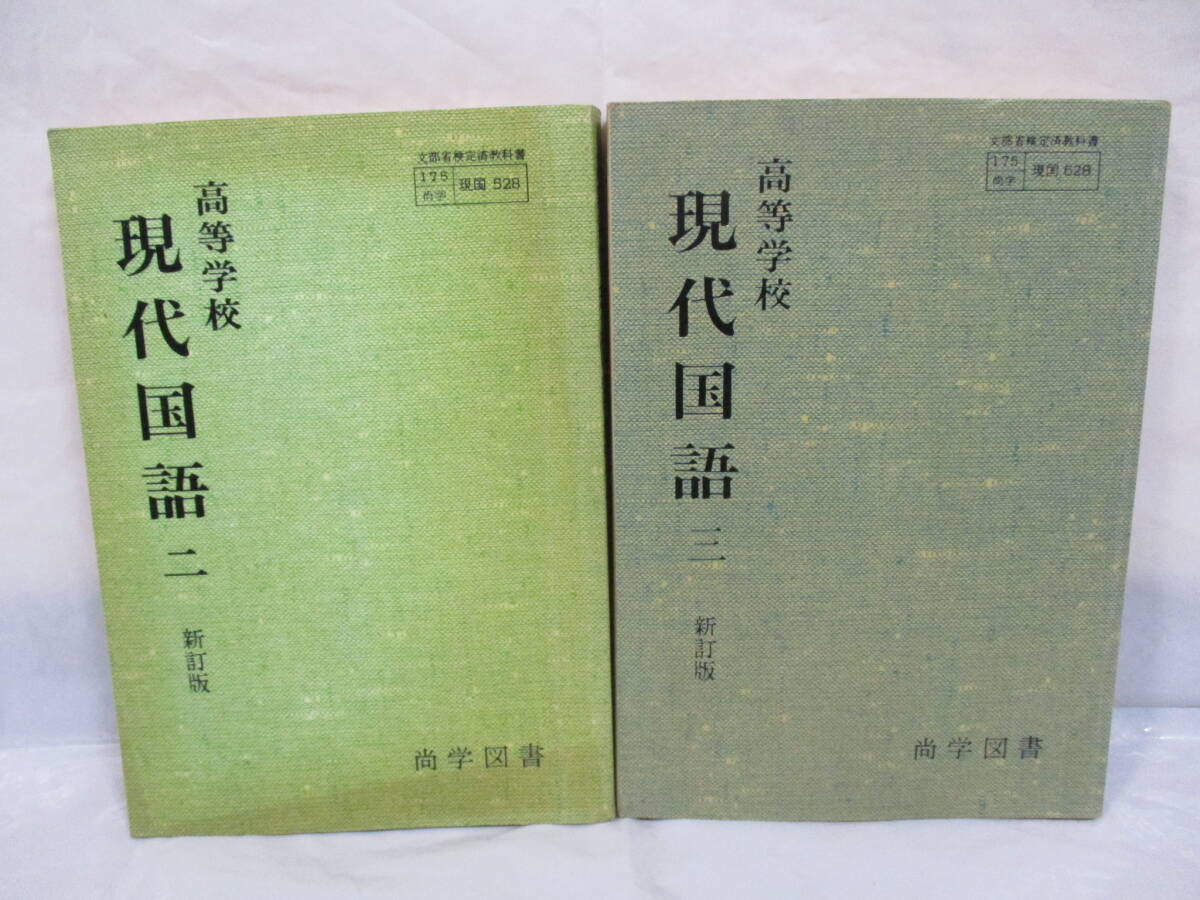 文部省検定済教科書
175 尚学 現国 528
高等学校
現代国語 二
新訂版
尚学図書
文部省検定済教科書
175 尚学 現国 628
高等学校
現代国語 三
新訂版
尚学図書